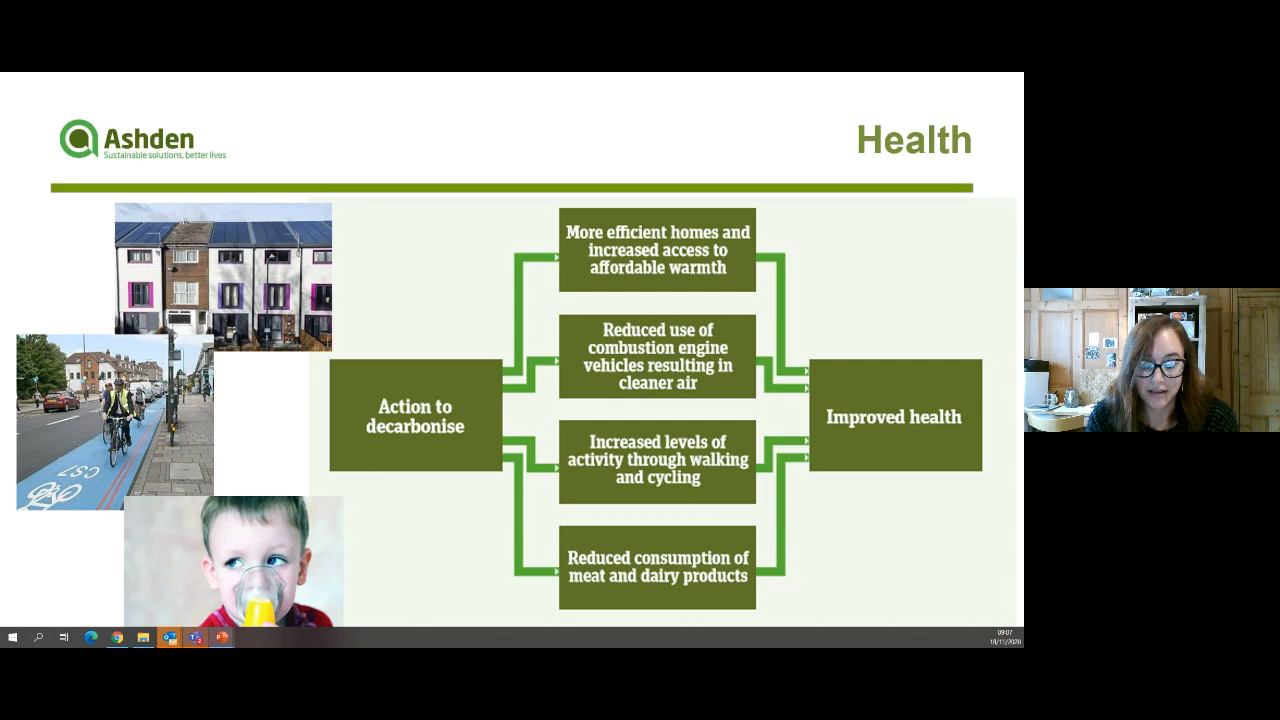 Ashden
Sustainable solutions, better lives
Health
More efficient homes and
increased access to
affordable warmth
Reduced use of
combustion engine
vehicles resulting in
cleaner air
Action to
decarbonise
Improved health
Increased levels of
activity through walking
and cycling
Reduced consumption of
meat and dairy products
CS7
09:07
18/11/2020